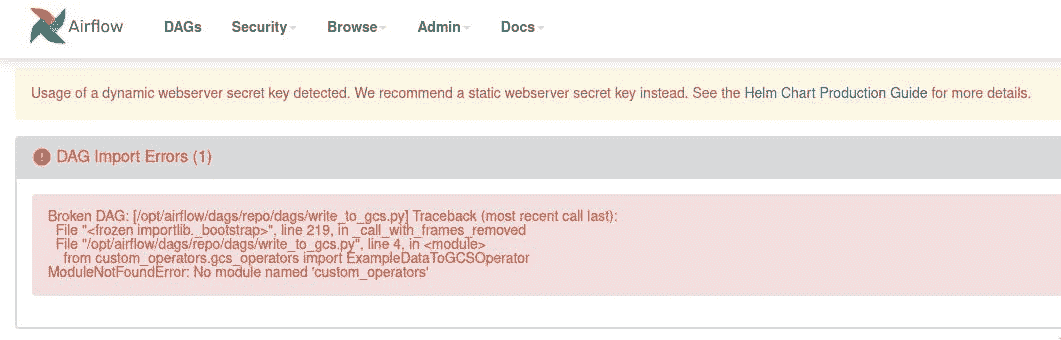 Airflow DAGs Security Browse Admin Docs
Usage of a dynamic webserver secret key detected. We recommend a static webserver secret key instead. See the Helm Chart Production Guide for more details.
DAG Import Errors (1)
Broken DAG: [/opt/airflow/dags/repo/dags/write_to_gcs.py] Traceback (most recent call last):
File "<frozen importlib._bootstrap>", line 219, in _call_with_frames_removed
File "/opt/airflow/dags/repo/dags/write_to_gcs.py", line 4, in <module>
from custom_operators.gcs_operators import ExampleDataToGCSOperator
ModuleNotFoundError: No module named 'custom_operators'